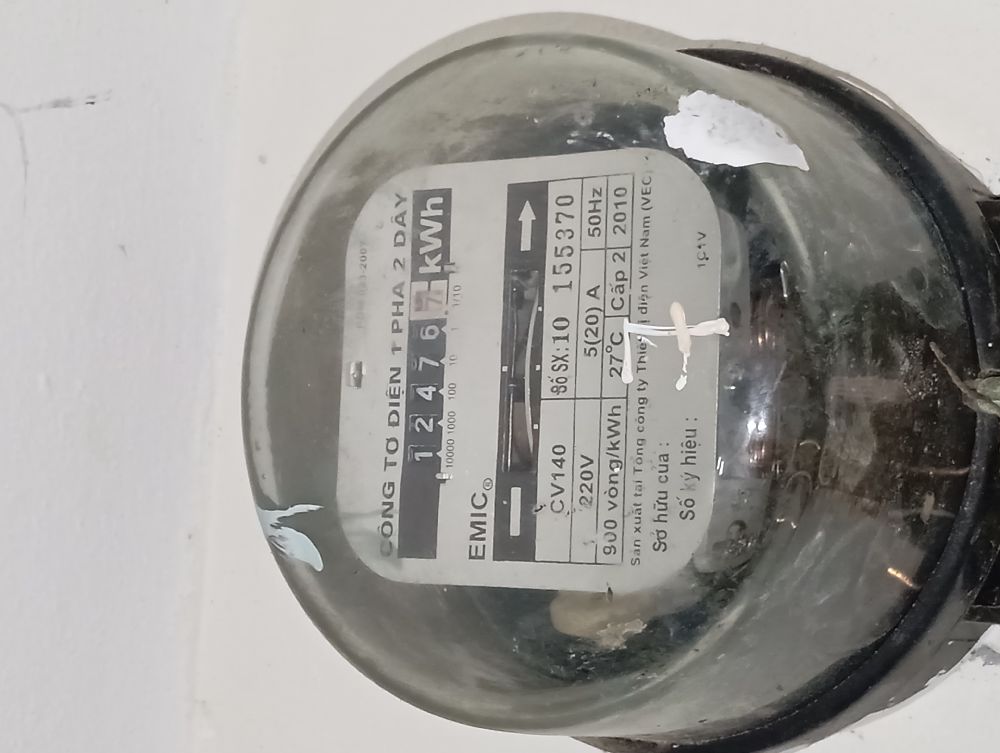 CÔNG TƠ ĐIỆN 1 PHA 2 DÂY
1 2 4 7 6 7 kWh
10000 1000 100 10 1 1/10
EMIC®
CV140 Số SX: 10 155370
220V 5(20) A 50Hz
900 vòng/kWh 27°C Cấp 2 2010
Sản xuất tại Tổng công ty Thiết bị điện Việt Nam (VEC)
Sở hữu của :
Số ký hiệu :